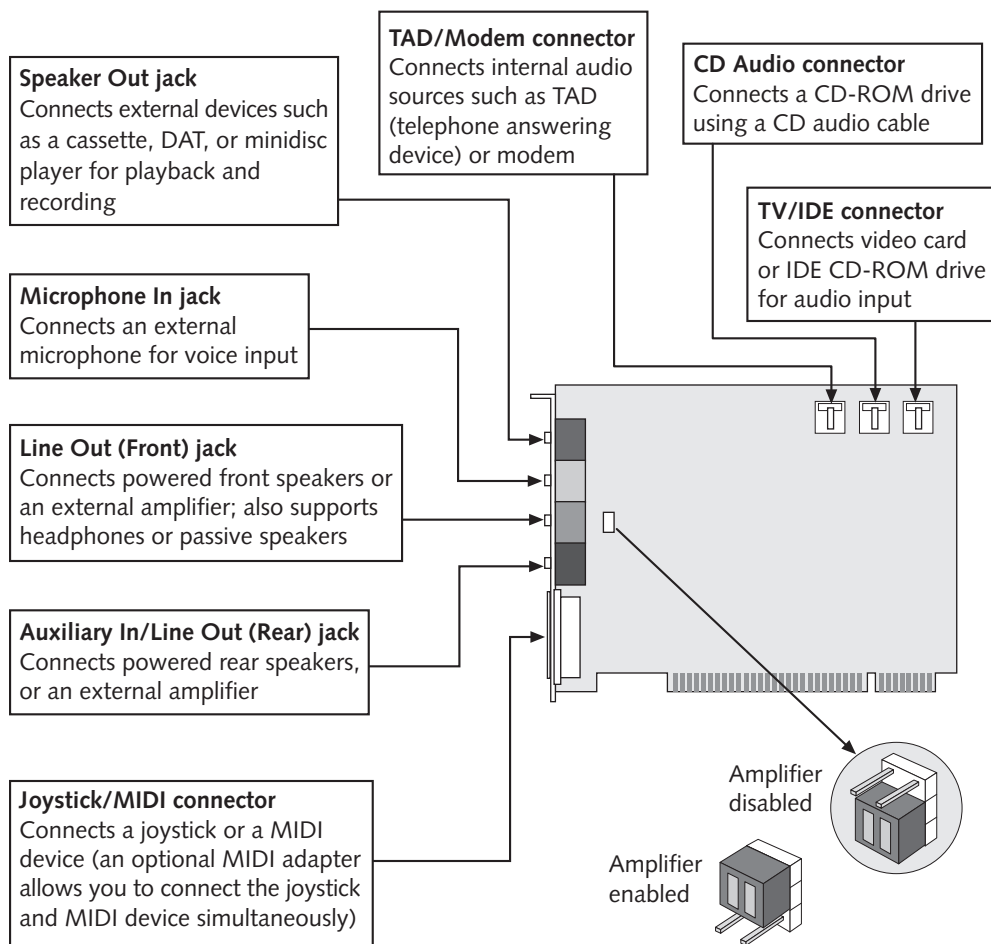 TAD/Modem connector
Connects internal audio
sources such as TAD
(telephone answering
device) or modem
Speaker Out jack
Connects external devices such
as a cassette, DAT, or minidisc
player for playback and
recording
CD Audio connector
Connects a CD-ROM drive
using a CD audio cable
TV/IDE connector
Connects video card
or IDE CD-ROM drive
for audio input
Microphone In jack
Connects an external
microphone for voice input
Line Out (Front) jack
Connects powered front speakers or
an external amplifier; also supports
headphones or passive speakers
Auxiliary In/Line Out (Rear) jack
Connects powered rear speakers,
or an external amplifier
Joystick/MIDI connector
Connects a joystick or a MIDI
device (an optional MIDI adapter
allows you to connect the joystick
and MIDI device simultaneously)
Amplifier
disabled
Amplifier
enabled